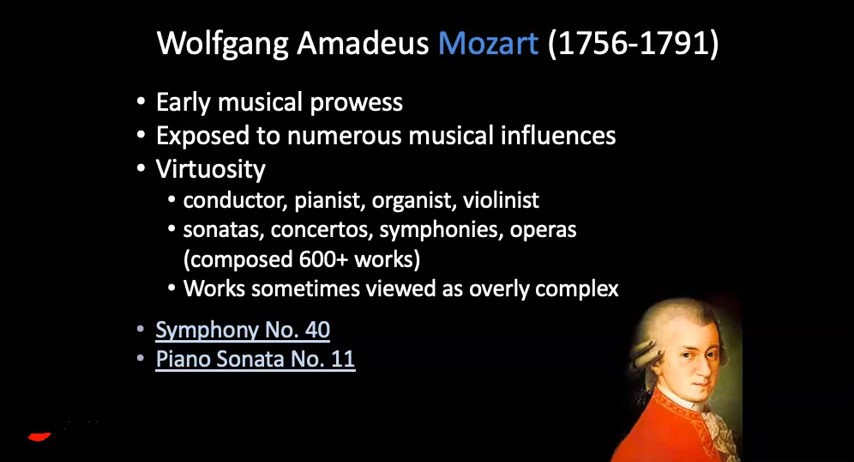 Wolfgang Amadeus Mozart (1756-1791)
• Early musical prowess
• Exposed to numerous musical influences
• Virtuosity
• conductor, pianist, organist, violinist
• sonatas, concertos, symphonies, operas
(composed 600+ works)
• Works sometimes viewed as overly complex
• Symphony No. 40
• Piano Sonata No. 11